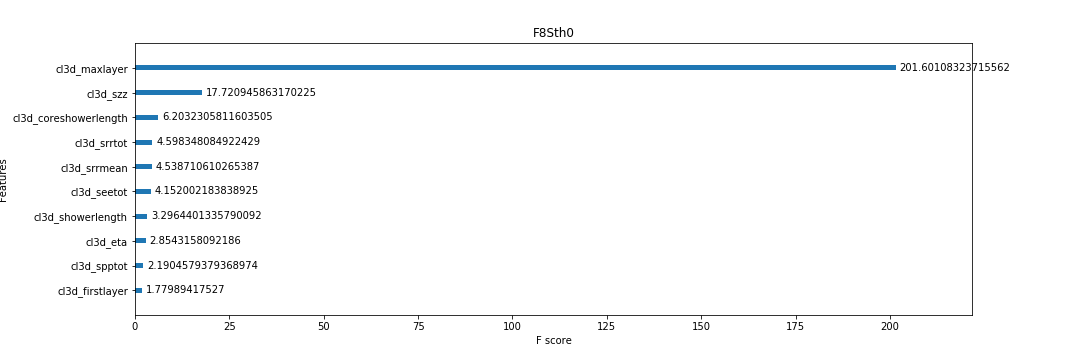 F8Sth0
cl3d_maxlayer 201.60108323715562
cl3d_szz 17.720945863170225
cl3d_coreshowerlength 6.2032305811603505
cl3d_srrtot 4.598348084922429
cl3d_srrmean 4.538710610265387
cl3d_seetot 4.152002183838925
cl3d_showerlength 3.2964401335790092
cl3d_eta 2.8543158092186
cl3d_spptot 2.1904579379368974
cl3d_firstlayer 1.77989417527
Features
0 25 50 75 100 125 150 175 200
F score